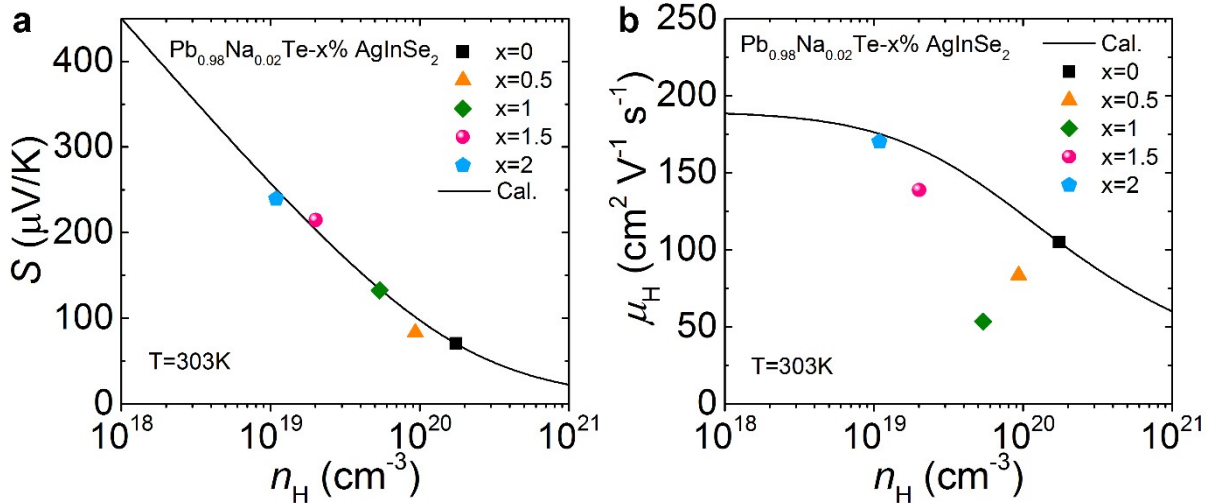 a
Pb0.98Na0.02Te-x% AgInSe2
x=0
x=0.5
x=1
x=1.5
x=2
Cal.
T=303K
S (μV/K)
400
300
200
100
0
10^18 10^19 10^20 10^21
nH (cm^-3)
b
Pb0.98Na0.02Te-x% AgInSe2
Cal.
x=0
x=0.5
x=1
x=1.5
x=2
T=303K
μH (cm^2 V^-1 s^-1)
250
200
150
100
50
0
10^18 10^19 10^20 10^21
nH (cm^-3)